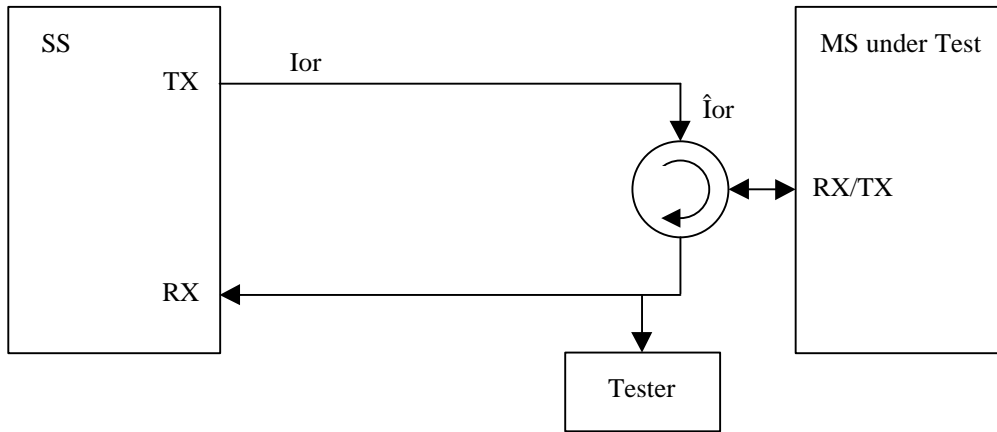 SS
MS under Test
TX
Ior
Îor
RX/TX
RX
Tester